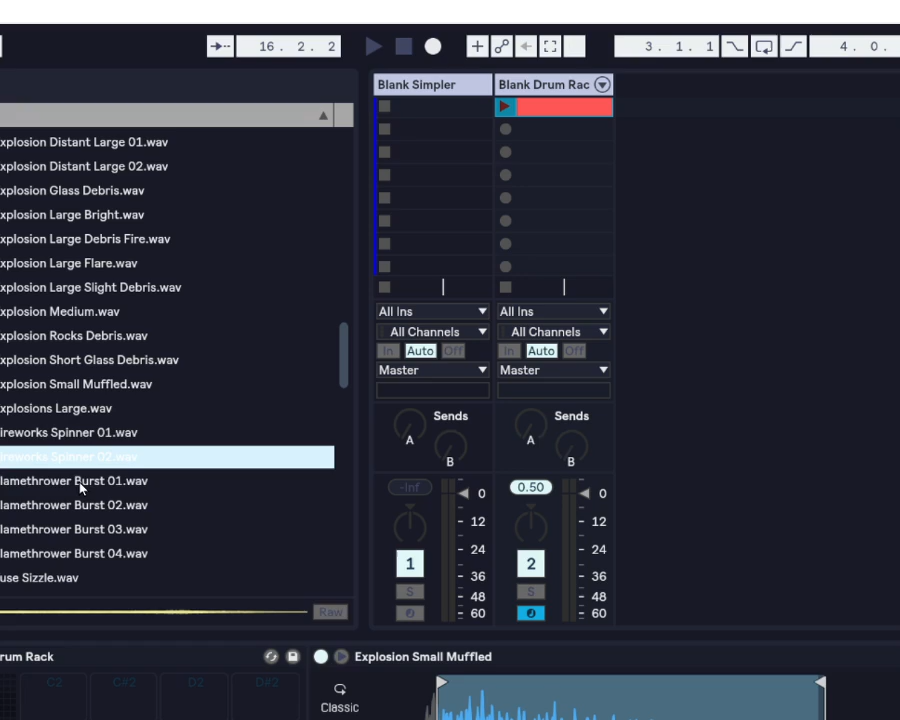 16. 2. 2
3. 1. 1
4. 0.
Blank Simpler
Blank Drum Rac
xplosion Distant Large 01.wav
xplosion Distant Large 02.wav
xplosion Glass Debris.wav
xplosion Large Bright.wav
xplosion Large Debris Fire.wav
xplosion Large Flare.wav
xplosion Large Slight Debris.wav
xplosion Medium.wav
xplosion Rocks Debris.wav
xplosion Short Glass Debris.wav
xplosion Small Muffled.wav
xplosions Large.wav
ireworks Spinner 01.wav
ireworks Spinner 02.wav
lamethrower Burst 01.wav
lamethrower Burst 02.wav
lamethrower Burst 03.wav
lamethrower Burst 04.wav
use Sizzle.wav
Raw
All Ins
All Channels
In Auto Off
Master
Sends
A
B
-Inf
0
12
24
36
48
60
1
S
All Ins
All Channels
In Auto Off
Master
Sends
A
B
0.50
0
12
24
36
48
60
2
S
rum Rack
C2 C#2 D2 D#2
Explosion Small Muffled
Classic